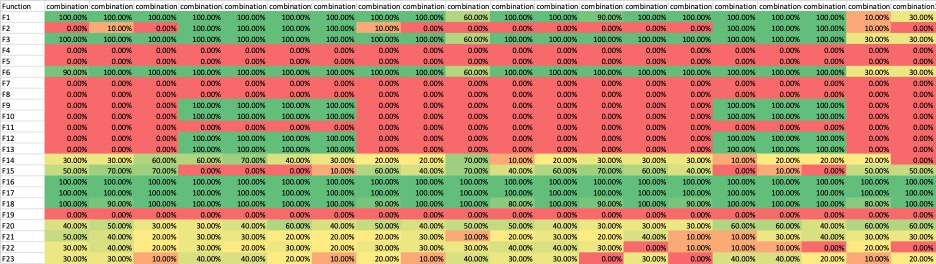 Function combination combination combination combination combination combination combination combination combination combination combination combination combination combination combination combination combination combination combination combination
F1 100.00% 100.00% 100.00% 100.00% 100.00% 100.00% 100.00% 100.00% 100.00% 60.00% 100.00% 100.00% 90.00% 100.00% 100.00% 100.00% 100.00% 100.00% 10.00% 30.00%
F2 0.00% 10.00% 0.00% 100.00% 100.00% 100.00% 100.00% 10.00% 0.00% 0.00% 0.00% 0.00% 0.00% 0.00% 0.00% 100.00% 100.00% 100.00% 10.00% 0.00%
F3 100.00% 100.00% 100.00% 100.00% 100.00% 100.00% 100.00% 100.00% 100.00% 60.00% 100.00% 100.00% 100.00% 100.00% 100.00% 100.00% 100.00% 100.00% 30.00% 30.00%
F4 0.00% 0.00% 0.00% 0.00% 0.00% 0.00% 0.00% 0.00% 0.00% 0.00% 0.00% 0.00% 0.00% 0.00% 0.00% 0.00% 0.00% 0.00% 0.00% 0.00%
F5 0.00% 0.00% 0.00% 0.00% 0.00% 0.00% 0.00% 0.00% 0.00% 0.00% 0.00% 0.00% 0.00% 0.00% 0.00% 0.00% 0.00% 0.00% 0.00% 0.00%
F6 90.00% 100.00% 100.00% 100.00% 100.00% 100.00% 100.00% 100.00% 100.00% 60.00% 100.00% 100.00% 100.00% 100.00% 100.00% 100.00% 100.00% 100.00% 30.00% 30.00%
F7 0.00% 0.00% 0.00% 0.00% 0.00% 0.00% 0.00% 0.00% 0.00% 0.00% 0.00% 0.00% 0.00% 0.00% 0.00% 0.00% 0.00% 0.00% 0.00% 0.00%
F8 0.00% 0.00% 0.00% 0.00% 0.00% 0.00% 0.00% 0.00% 0.00% 0.00% 0.00% 0.00% 0.00% 0.00% 0.00% 0.00% 0.00% 0.00% 0.00% 0.00%
F9 0.00% 0.00% 0.00% 100.00% 100.00% 100.00% 100.00% 0.00% 0.00% 0.00% 0.00% 0.00% 0.00% 0.00% 0.00% 100.00% 100.00% 100.00% 0.00% 0.00%
F10 0.00% 0.00% 0.00% 100.00% 100.00% 100.00% 100.00% 0.00% 0.00% 0.00% 0.00% 0.00% 0.00% 0.00% 0.00% 100.00% 100.00% 100.00% 0.00% 0.00%
F11 0.00% 0.00% 0.00% 0.00% 0.00% 0.00% 0.00% 0.00% 0.00% 0.00% 0.00% 0.00% 0.00% 0.00% 0.00% 0.00% 0.00% 0.00% 0.00% 0.00%
F12 0.00% 0.00% 0.00% 100.00% 100.00% 100.00% 100.00% 0.00% 0.00% 0.00% 0.00% 0.00% 0.00% 0.00% 0.00% 100.00% 100.00% 100.00% 0.00% 0.00%
F13 0.00% 0.00% 0.00% 100.00% 100.00% 100.00% 100.00% 0.00% 0.00% 0.00% 0.00% 0.00% 0.00% 0.00% 0.00% 100.00% 100.00% 100.00% 0.00% 0.00%
F14 30.00% 30.00% 60.00% 60.00% 70.00% 40.00% 30.00% 20.00% 20.00% 70.00% 10.00% 20.00% 30.00% 30.00% 30.00% 10.00% 20.00% 20.00% 20.00% 0.00%
F15 50.00% 70.00% 70.00% 0.00% 0.00% 0.00% 10.00% 60.00% 40.00% 70.00% 40.00% 60.00% 70.00% 60.00% 40.00% 0.00% 10.00% 0.00% 50.00% 50.00%
F16 100.00% 100.00% 100.00% 100.00% 100.00% 100.00% 100.00% 100.00% 100.00% 100.00% 100.00% 100.00% 100.00% 100.00% 100.00% 100.00% 100.00% 100.00% 100.00% 100.00%
F17 100.00% 100.00% 100.00% 100.00% 100.00% 100.00% 100.00% 100.00% 100.00% 100.00% 100.00% 100.00% 100.00% 100.00% 100.00% 100.00% 100.00% 100.00% 100.00% 100.00%
F18 100.00% 90.00% 100.00% 100.00% 100.00% 100.00% 100.00% 90.00% 100.00% 100.00% 80.00% 100.00% 90.00% 100.00% 90.00% 100.00% 100.00% 100.00% 80.00% 100.00%
F19 0.00% 0.00% 0.00% 0.00% 0.00% 0.00% 0.00% 0.00% 0.00% 0.00% 0.00% 0.00% 0.00% 0.00% 0.00% 0.00% 0.00% 0.00% 0.00% 0.00%
F20 40.00% 50.00% 30.00% 30.00% 40.00% 60.00% 40.00% 50.00% 40.00% 50.00% 50.00% 40.00% 20.00% 40.00% 30.00% 60.00% 60.00% 60.00% 40.00% 20.00%
F21 50.00% 40.00% 20.00% 30.00% 30.00% 20.00% 20.00% 20.00% 30.00% 10.00% 30.00% 20.00% 20.00% 40.00% 10.00% 10.00% 40.00% 40.00% 30.00% 20.00%
F22 30.00% 40.00% 20.00% 20.00% 20.00% 30.00% 20.00% 30.00% 20.00% 30.00% 40.00% 40.00% 30.00% 0.00% 10.00% 10.00% 10.00% 0.00% 20.00% 0.00%
F23 30.00% 30.00% 10.00% 40.00% 40.00% 20.00% 10.00% 20.00% 10.00% 40.00% 30.00% 30.00% 0.00% 30.00% 0.00% 40.00% 40.00% 30.00% 30.00% 20.00%